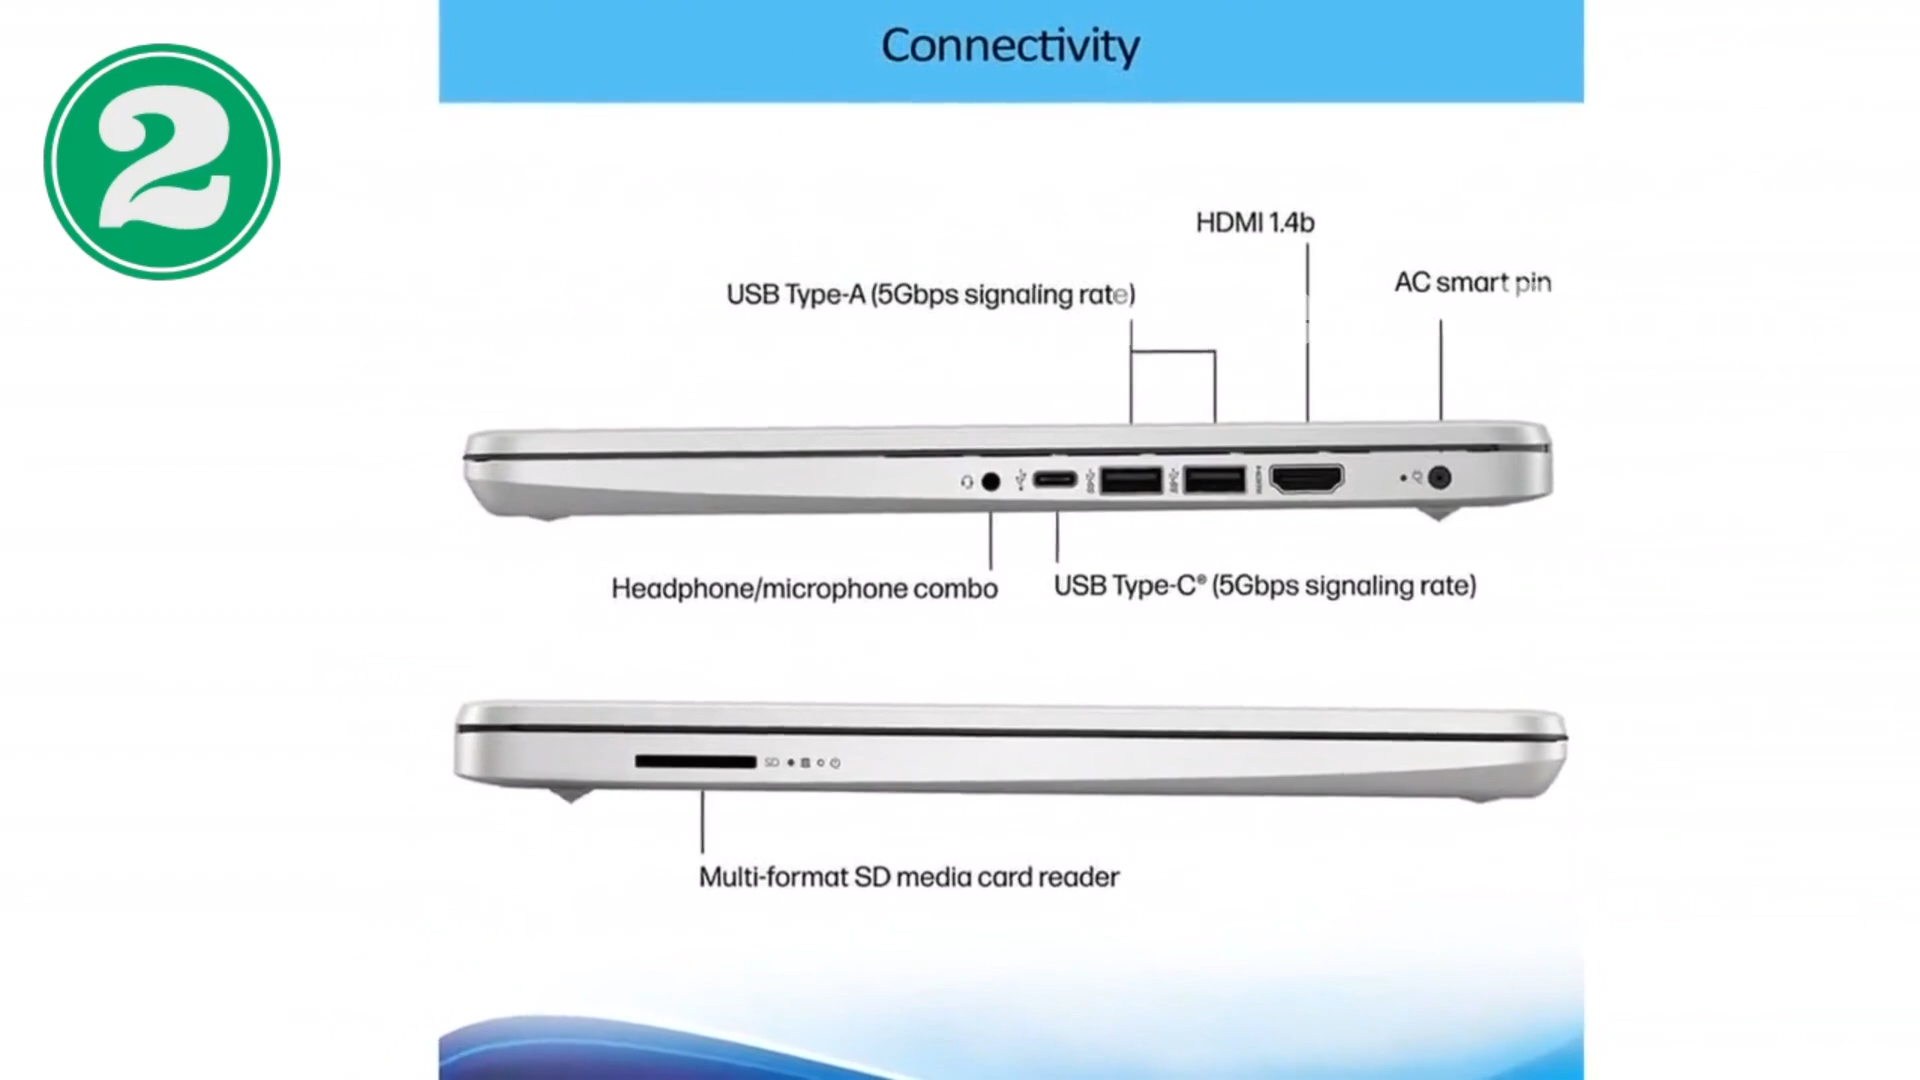 2
Connectivity
HDMI 1.4b
AC smart pin
USB Type-A (5Gbps signaling rate)
Headphone/microphone combo
USB Type-C® (5Gbps signaling rate)
SD
Multi-format SD media card reader